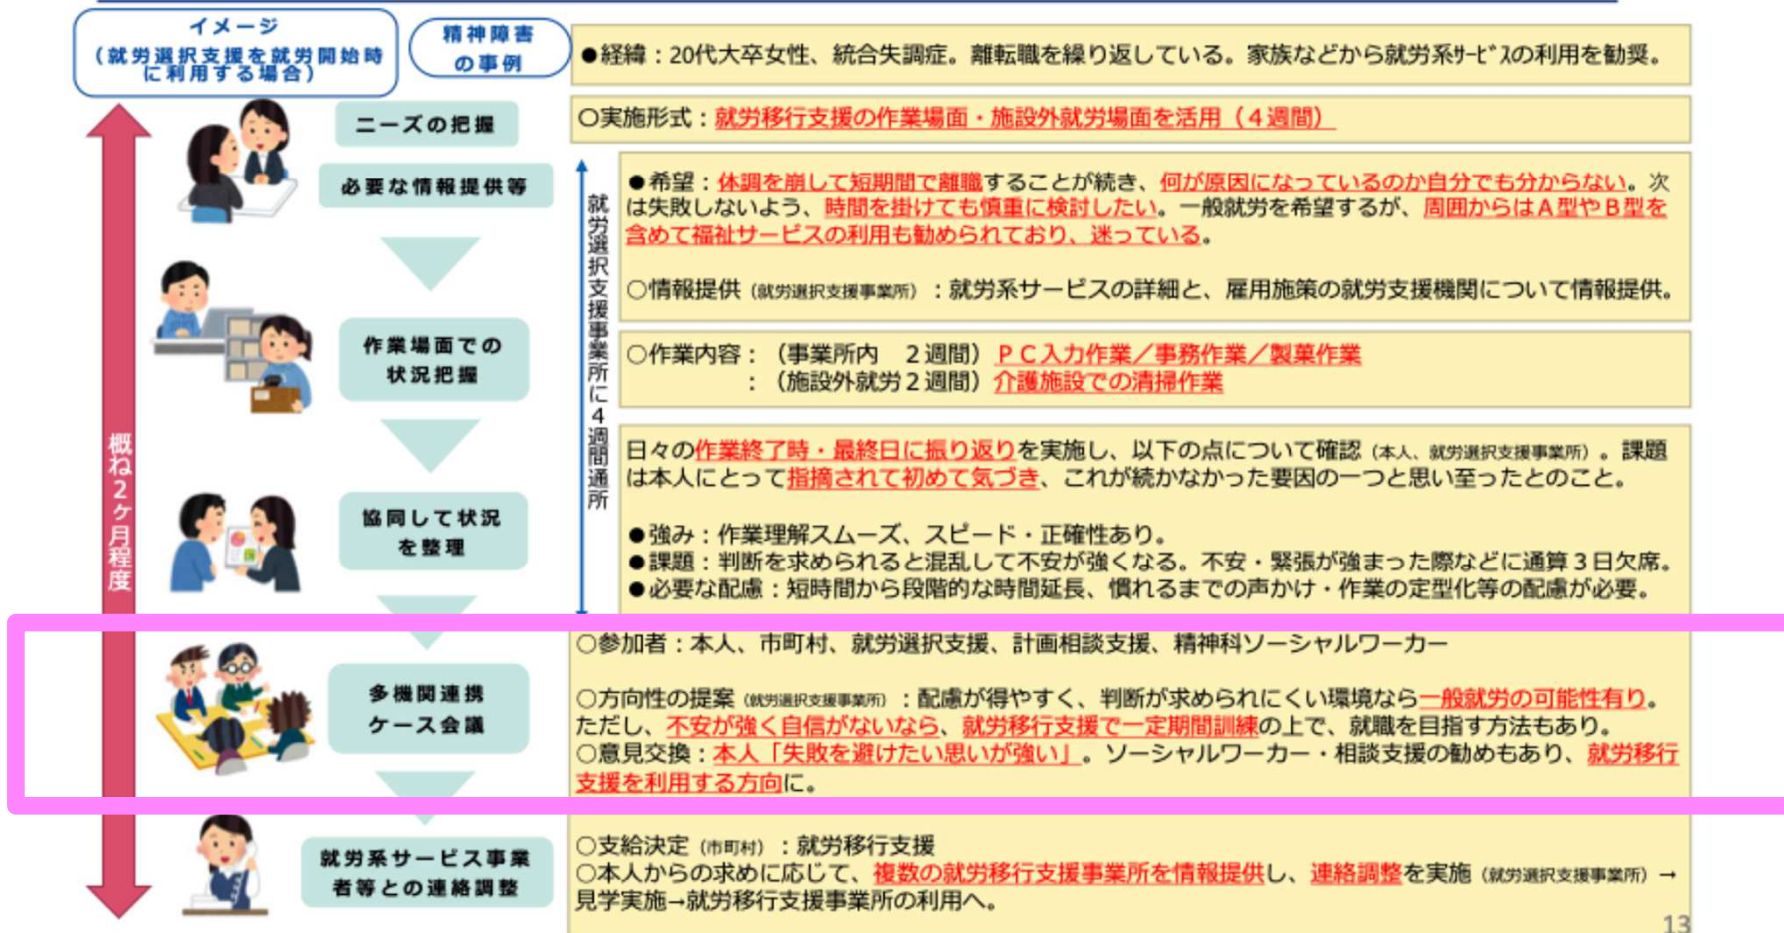 イメージ
（就労選択支援を就労開始時
に利用する場合）
精神障害
の事例
●経緯：20代大卒女性、統合失調症。離転職を繰り返している。家族などから就労系ｻｰﾋﾞｽの利用を勧奨。
ニーズの把握
○実施形式：就労移行支援の作業場面・施設外就労場面を活用（４週間）
必要な情報提供等
●希望：体調を崩して短期間で離職することが続き、何が原因になっているのか自分でも分からない。次
は失敗しないよう、時間を掛けても慎重に検討したい。一般就労を希望するが、周囲からはＡ型やＢ型を
含めて福祉サービスの利用も勧められており、迷っている。
○情報提供（就労選択支援事業所）：就労系サービスの詳細と、雇用施策の就労支援機関について情報提供。
就労選択支援事業所に４週間通所
作業場面での
状況把握
○作業内容：（事業所内　２週間）ＰＣ入力作業／事務作業／製菓作業
：（施設外就労２週間）介護施設での清掃作業
概ね２ヶ月程度
日々の作業終了時・最終日に振り返りを実施し、以下の点について確認（本人、就労選択支援事業所）。課題
は本人にとって指摘されて初めて気づき、これが続かなかった要因の一つと思い至ったとのこと。
協同して状況
を整理
●強み：作業理解スムーズ、スピード・正確性あり。
●課題：判断を求められると混乱して不安が強くなる。不安・緊張が強まった際などに通算３日欠席。
●必要な配慮：短時間から段階的な時間延長、慣れるまでの声かけ・作業の定型化等の配慮が必要。
○参加者：本人、市町村、就労選択支援、計画相談支援、精神科ソーシャルワーカー
多機関連携
ケース会議
○方向性の提案（就労選択支援事業所）：配慮が得やすく、判断が求められにくい環境なら一般就労の可能性有り。
ただし、不安が強く自信がないなら、就労移行支援で一定期間訓練の上で、就職を目指す方法もあり。
○意見交換：本人「失敗を避けたい思いが強い」。ソーシャルワーカー・相談支援の勧めもあり、就労移行
支援を利用する方向に。
就労系サービス事業
者等との連絡調整
○支給決定（市町村）：就労移行支援
○本人からの求めに応じて、複数の就労移行支援事業所を情報提供し、連絡調整を実施（就労選択支援事業所）→
見学実施→就労移行支援事業所の利用へ。
13